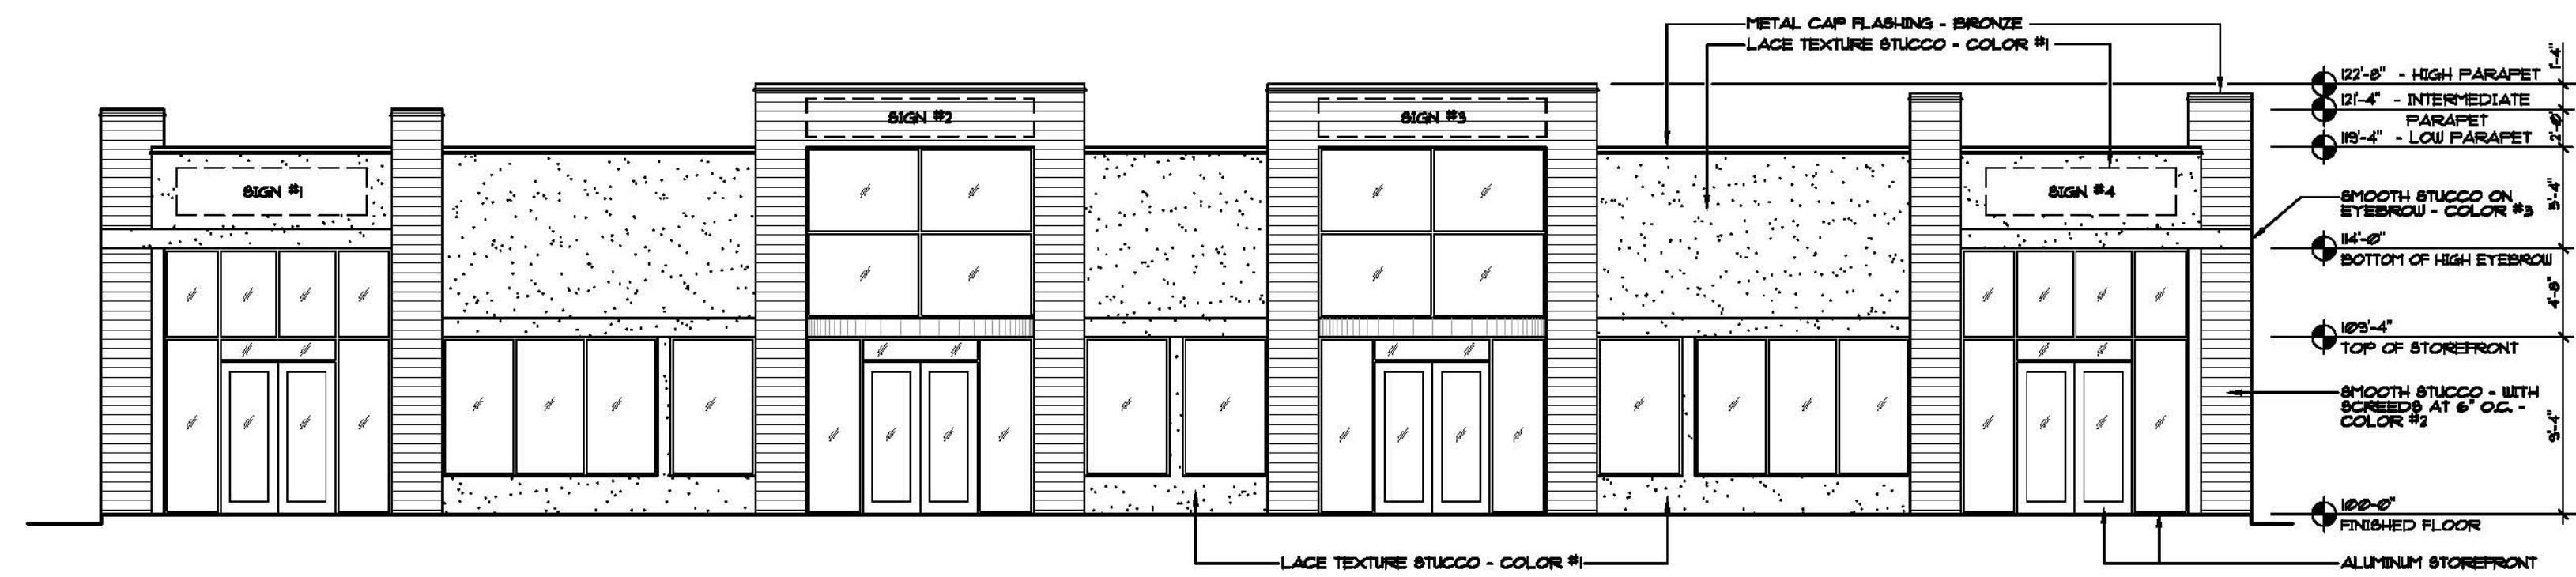 METAL CAP FLASHING - BRONZE
LACE TEXTURE STUCCO - COLOR #1
1'-4"
122'-8" - HIGH PARAPET
121'-4" - INTERMEDIATE
PARAPET
2'-0"
119'-4" - LOW PARAPET
SIGN #2
SIGN #3
SIGN #1
SIGN #4
SMOOTH STUCCO ON
EYEBROW - COLOR #3
5'-4"
114'-0"
BOTTOM OF HIGH EYEBROW
4'-8"
109'-4"
TOP OF STOREFRONT
SMOOTH STUCCO - WITH
SCREEDS AT 6" O.C. -
COLOR #2
9'-4"
100'-0"
FINISHED FLOOR
LACE TEXTURE STUCCO - COLOR #1
ALUMINUM STOREFRONT